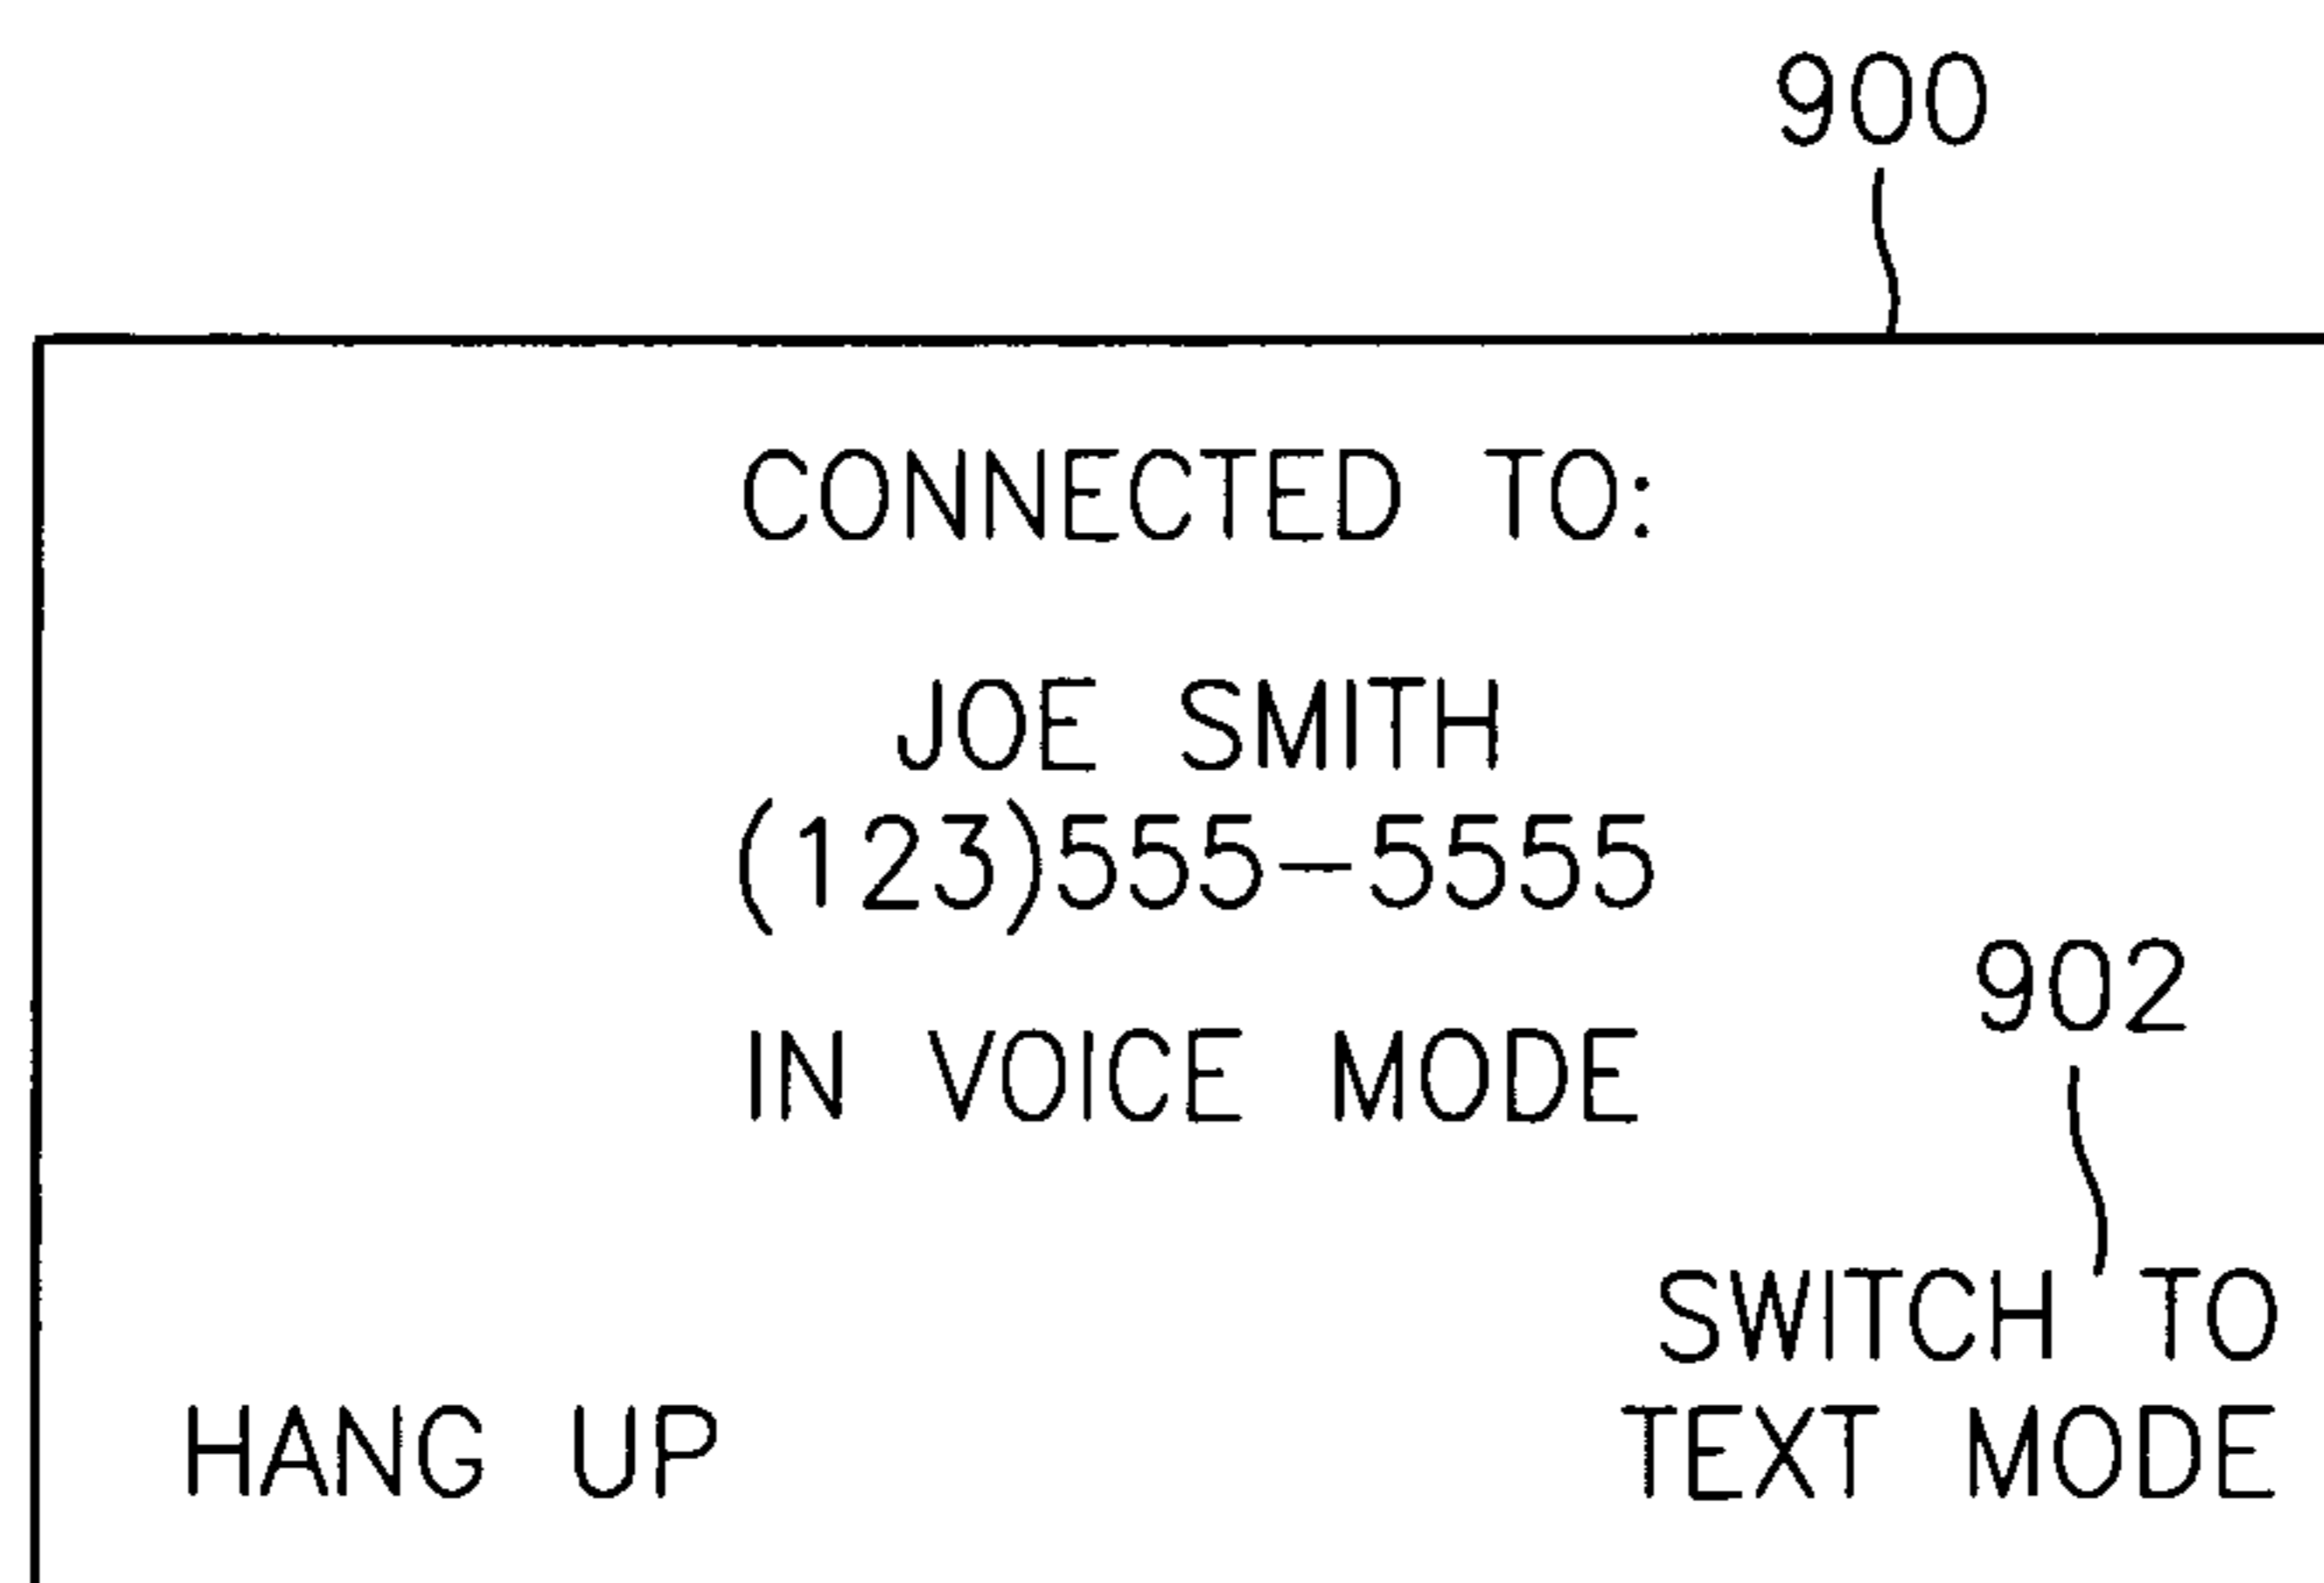 900
CONNECTED TO:
JOE SMITH
(123)555-5555
902
IN VOICE MODE
SWITCH TO
HANG UP TEXT MODE